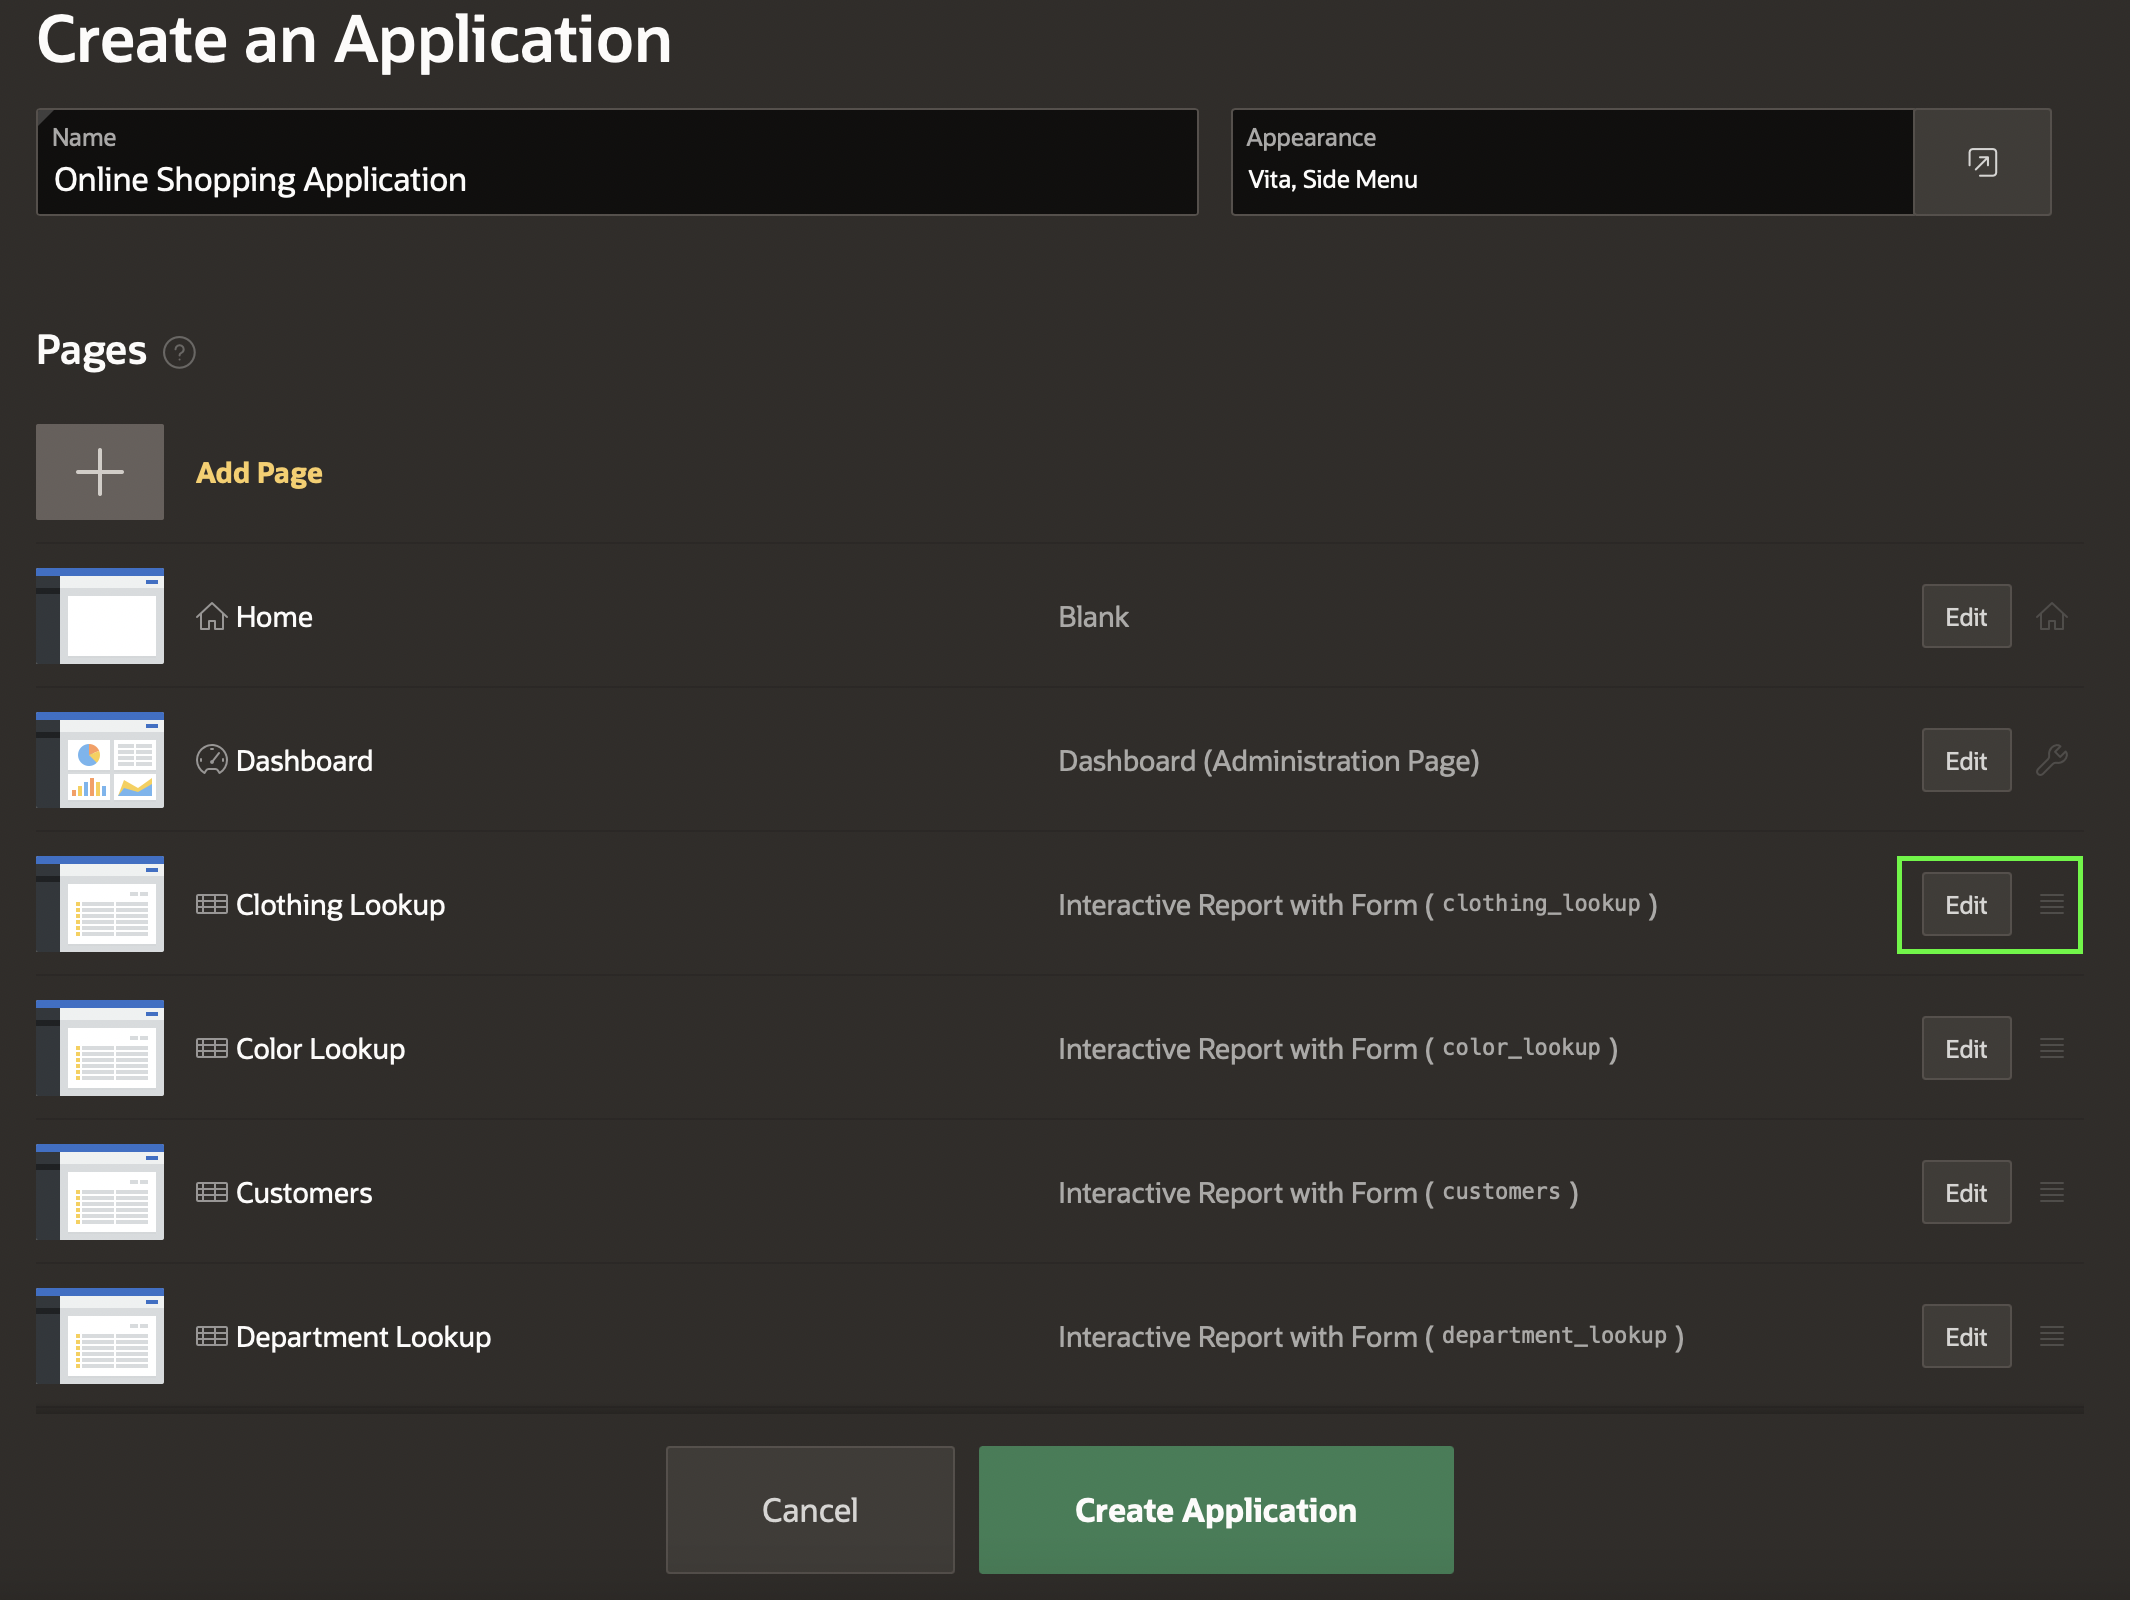 Create an Application
Name
Online Shopping Application
Appearance
Vita, Side Menu
Pages ?
Add Page
Home Blank Edit
Dashboard Dashboard (Administration Page) Edit
Clothing Lookup Interactive Report with Form ( clothing_lookup ) Edit
Color Lookup Interactive Report with Form ( color_lookup ) Edit
Customers Interactive Report with Form ( customers ) Edit
Department Lookup Interactive Report with Form ( department_lookup ) Edit
Cancel Create Application